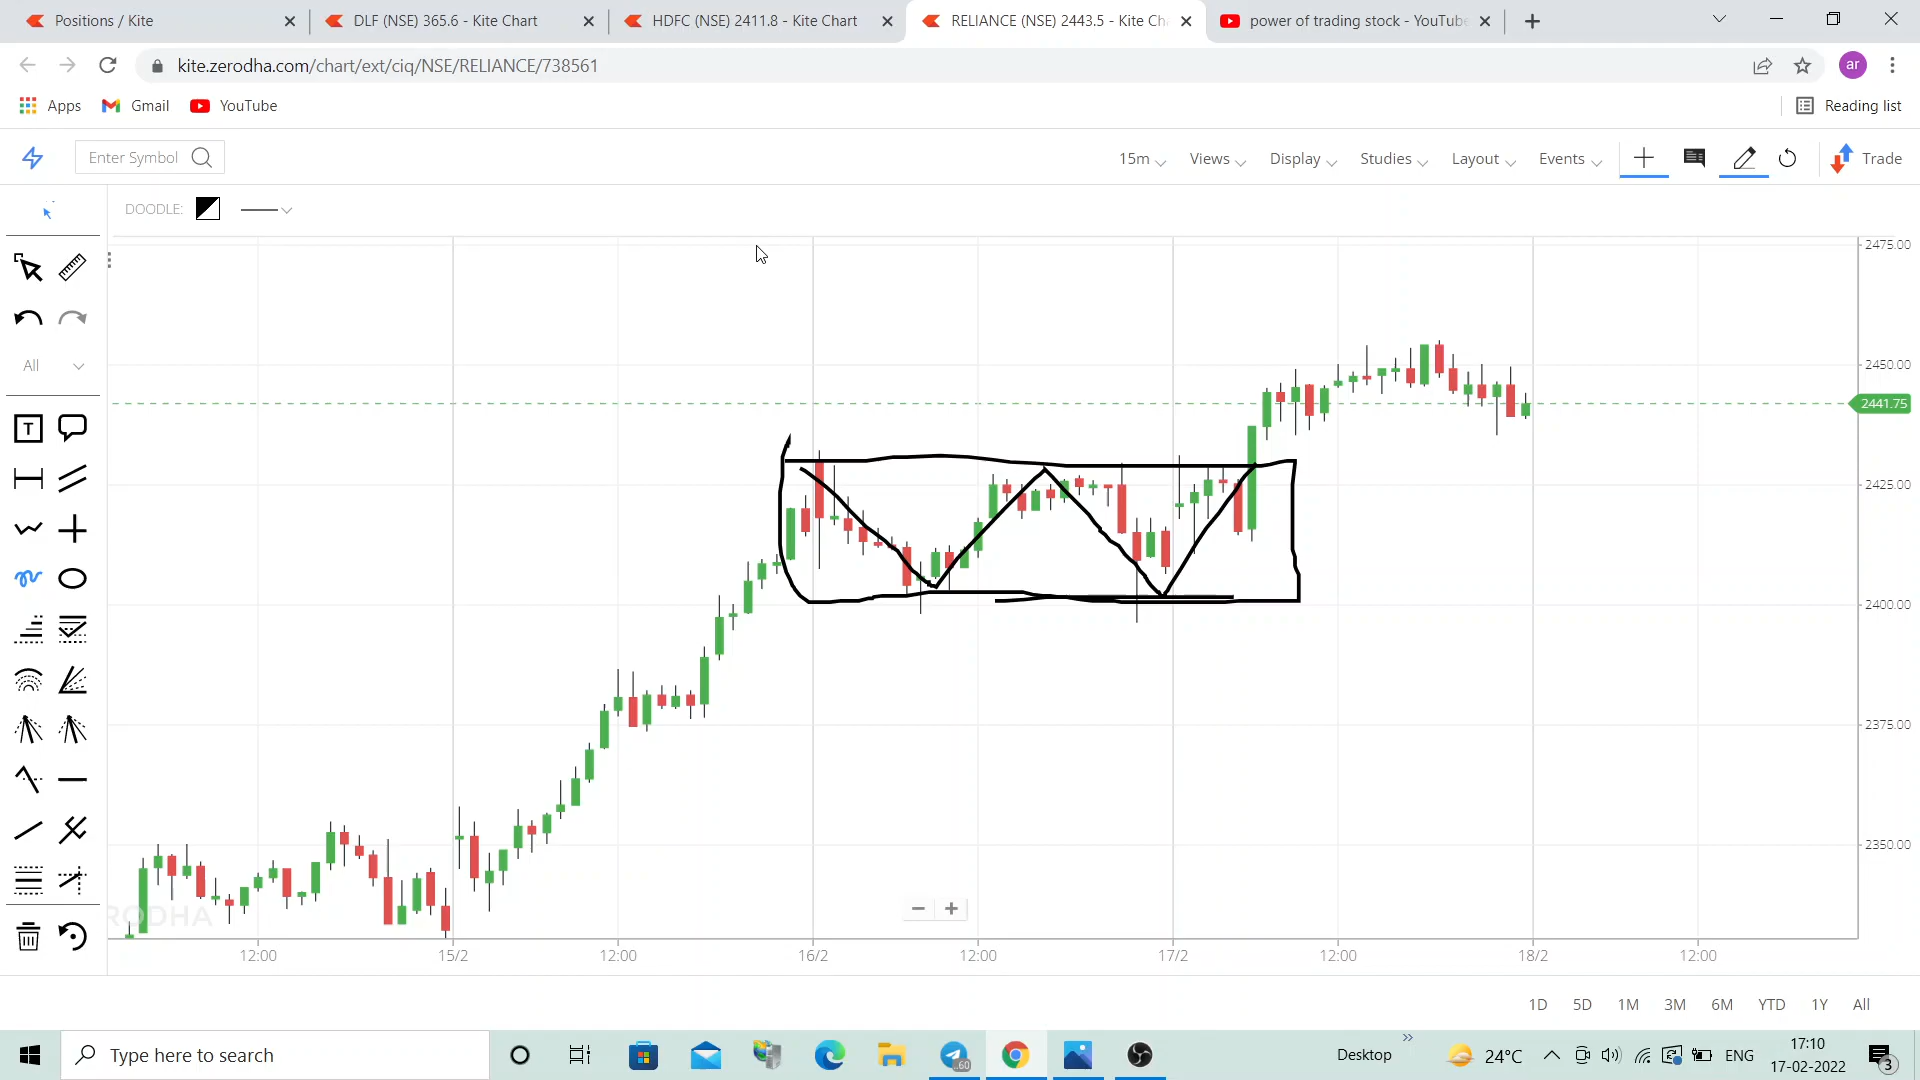 Positions / Kite
DLF (NSE) 365.6 - Kite Chart
HDFC (NSE) 2411.8 - Kite Chart
RELIANCE (NSE) 2443.5 - Kite Ch
power of trading stock - YouTube
kite.zerodha.com/chart/ext/ciq/NSE/RELIANCE/738561
ar
Apps
Gmail
YouTube
Reading list
Enter Symbol
15m
Views
Display
Studies
Layout
Events
Trade
DOODLE:
All
T
2475.00
2450.00
2441.75
2425.00
2400.00
2375.00
2350.00
RODHA
12:00
15/2
12:00
16/2
12:00
17/2
12:00
18/2
12:00
1D
5D
1M
3M
6M
YTD
1Y
All
Type here to search
60
Desktop
24°C
ENG
17:10
17-02-2022
3